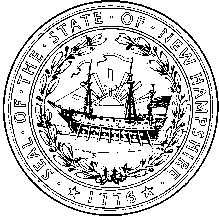 SEAL · OF · THE · STATE · OF · NEW HAMPSHIRE
1776